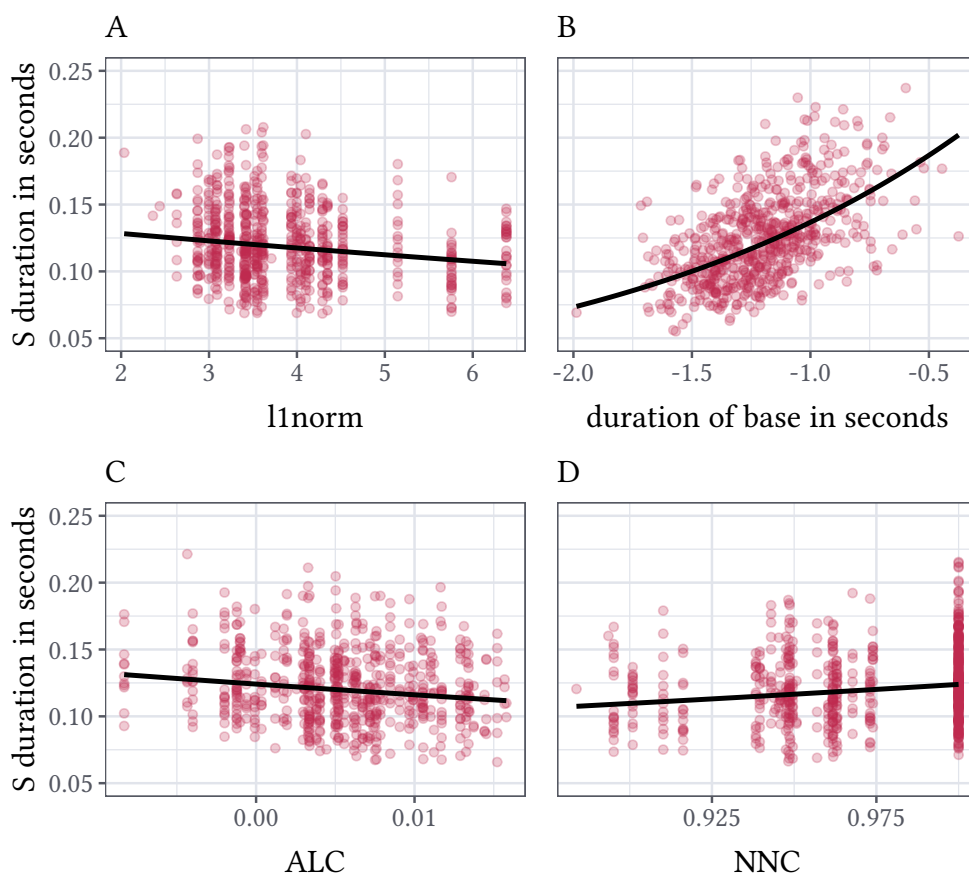 A
B
S duration in seconds
0.25
0.20
0.15
0.10
0.05
2 3 4 5 6
-2.0 -1.5 -1.0 -0.5
l1norm
duration of base in seconds
C
D
S duration in seconds
0.25
0.20
0.15
0.10
0.05
0.00 0.01
0.925 0.975
ALC
NNC